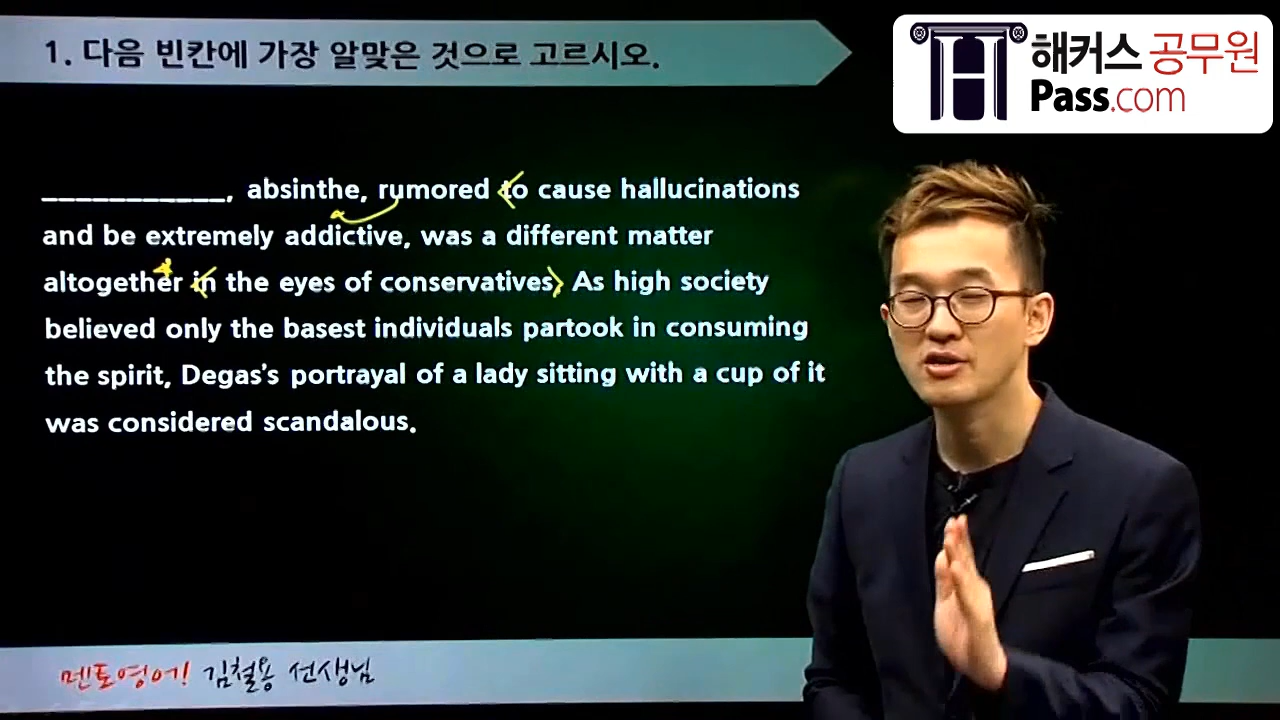 1. 다음 빈칸에 가장 알맞은 것으로 고르시오.
해커스 공무원
Pass.com
___________, absinthe, rumored to cause hallucinations
and be extremely addictive, was a different matter
altogether in the eyes of conservatives. As high society
believed only the basest individuals partook in consuming
the spirit, Degas's portrayal of a lady sitting with a cup of it
was considered scandalous.
멘토영어! 김철용 선생님